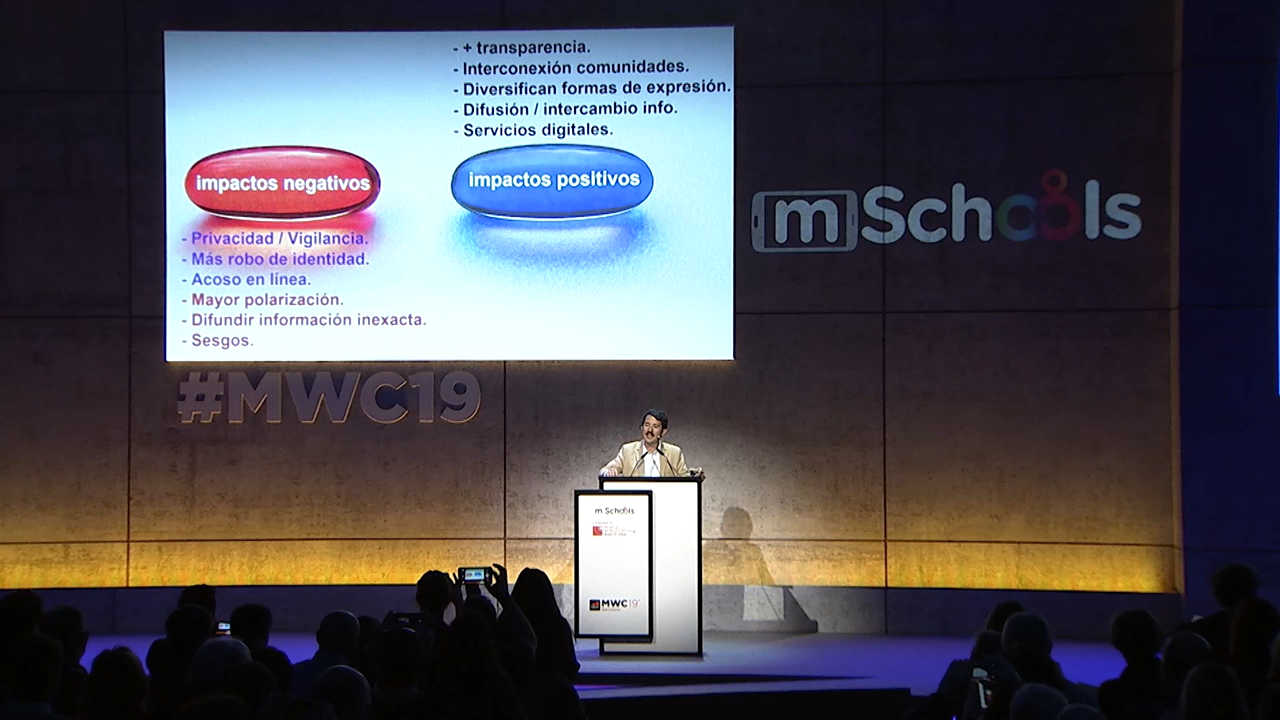 - + transparencia.
- Interconexión comunidades.
- Diversifican formas de expresión.
- Difusión / intercambio info.
- Servicios digitales.
impactos negativos
impactos positivos
- Privacidad / Vigilancia.
- Más robo de identidad.
- Acoso en línea.
- Mayor polarización.
- Difundir información inexacta.
- Sesgos.
mSchools
#MWC19
m Schools
MWC19